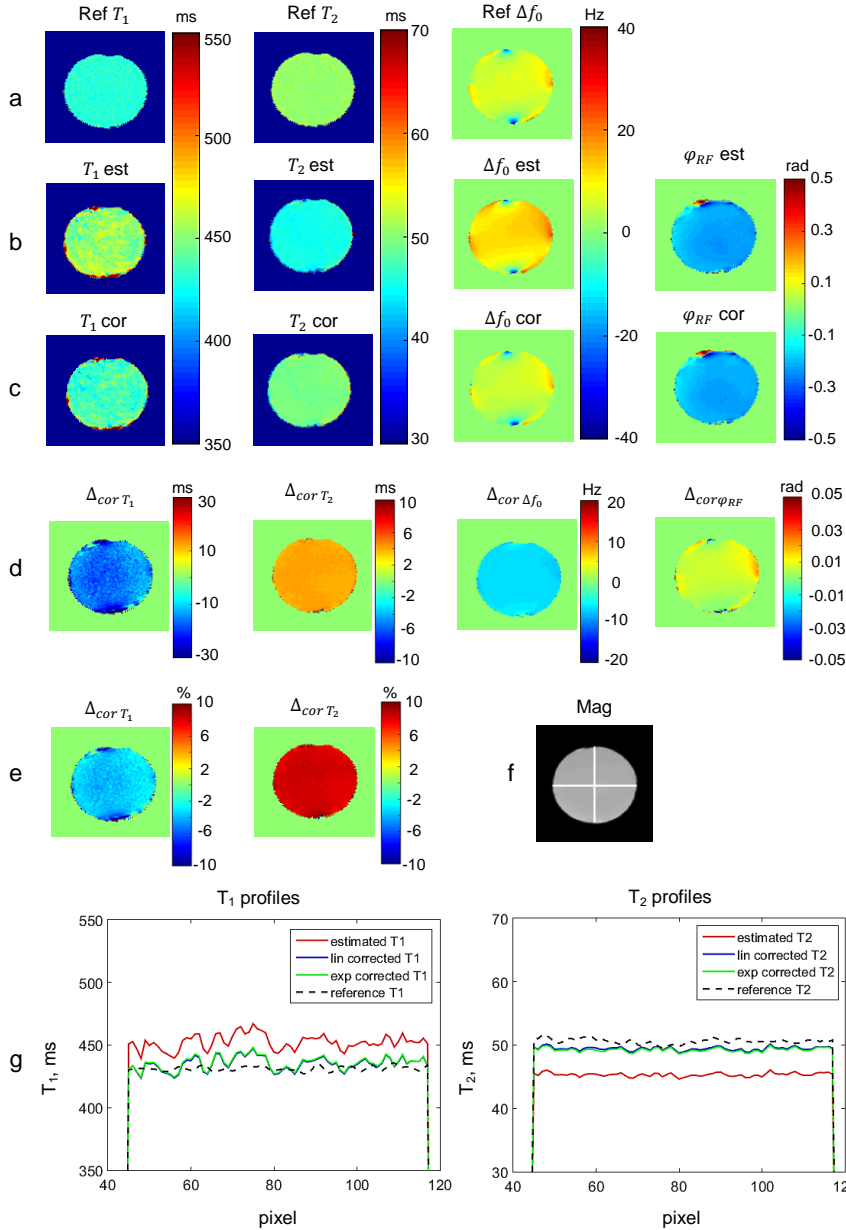 Ref T1 ms Ref T2 ms Ref Δf0 Hz
550 70 40
a
500 60 20
T1 est T2 est Δf0 est φRF est rad
b
450 50 0
0.5
0.3
0.1
-0.1
-0.3
-0.5
T1 cor T2 cor Δf0 cor φRF cor
400 40 -20
c
350 30 -40
Δcor T1 ms Δcor T2 ms Δcor Δf0 Hz ΔcorφRF rad
d
30 10 20 0.05
6 0.03
10 2 10 0.01
0
-10 -2 -0.01
-6 -10 -0.03
-30 -10 -20 -0.05
Δcor T1 % Δcor T2 % Mag
e f
10 10
6 6
2 2
-2 -2
-6 -6
-10 -10
T1 profiles
g
T1, ms
550
500
450
400
350
estimated T1
lin corrected T1
exp corrected T1
reference T1
40 60 80 100 120
pixel
T2 profiles
T2, ms
70
60
50
40
30
estimated T2
lin corrected T2
exp corrected T2
reference T2
40 60 80 100 120
pixel